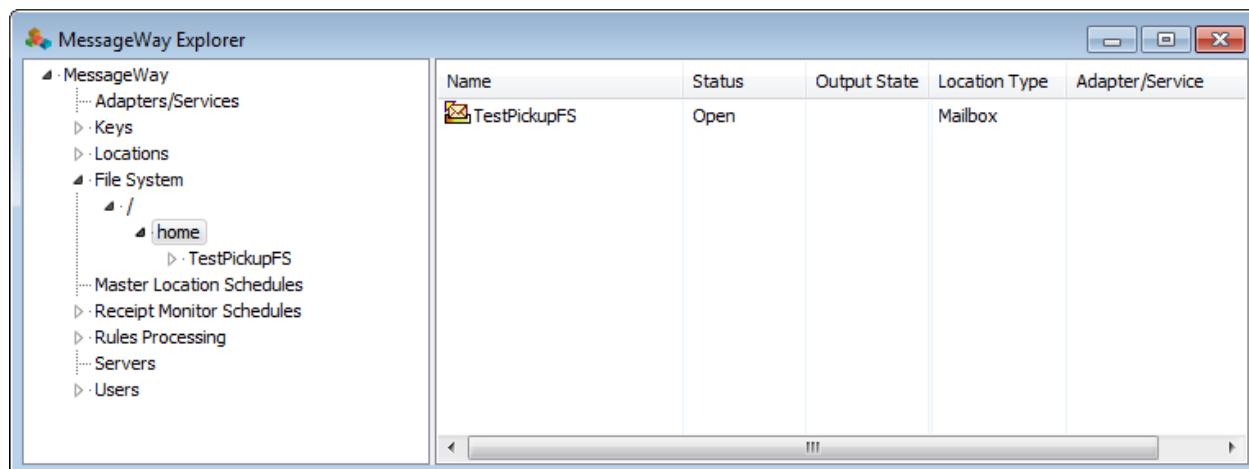 MessageWay Explorer
MessageWay
Adapters/Services
Keys
Locations
File System
/
home
TestPickupFS
Master Location Schedules
Receipt Monitor Schedules
Rules Processing
Servers
Users
Name Status Output State Location Type Adapter/Service
TestPickupFS Open Mailbox